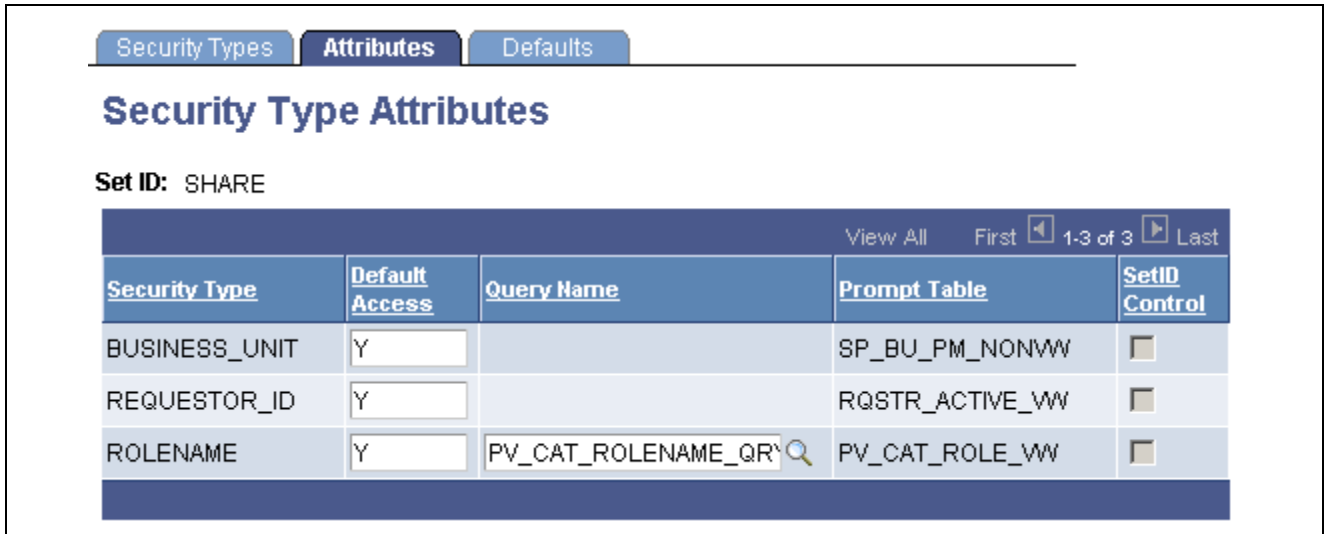 Security Types Attributes Defaults
Security Type Attributes
Set ID: SHARE
View All First 1-3 of 3 Last
Security Type Default Access Query Name Prompt Table SetID Control
BUSINESS_UNIT Y SP_BU_PM_NONVW
REQUESTOR_ID Y RQSTR_ACTIVE_VW
ROLENAME Y PV_CAT_ROLENAME_QRY PV_CAT_ROLE_VW